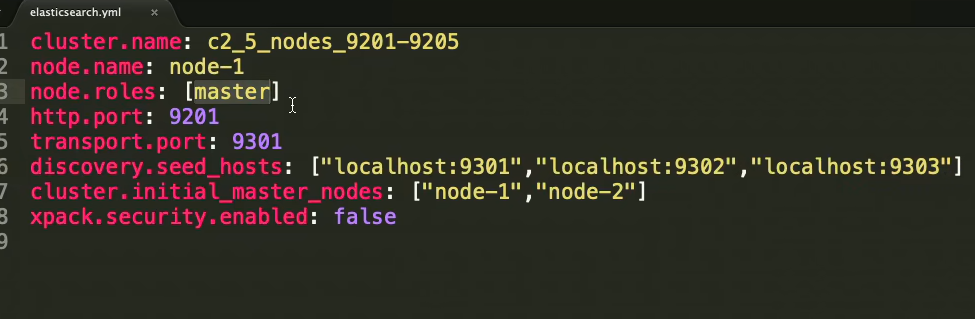 elasticsearch.yml ×
1 cluster.name: c2_5_nodes_9201-9205
2 node.name: node-1
3 node.roles: [master]
4 http.port: 9201
5 transport.port: 9301
6 discovery.seed_hosts: ["localhost:9301","localhost:9302","localhost:9303"]
7 cluster.initial_master_nodes: ["node-1","node-2"]
8 xpack.security.enabled: false
9